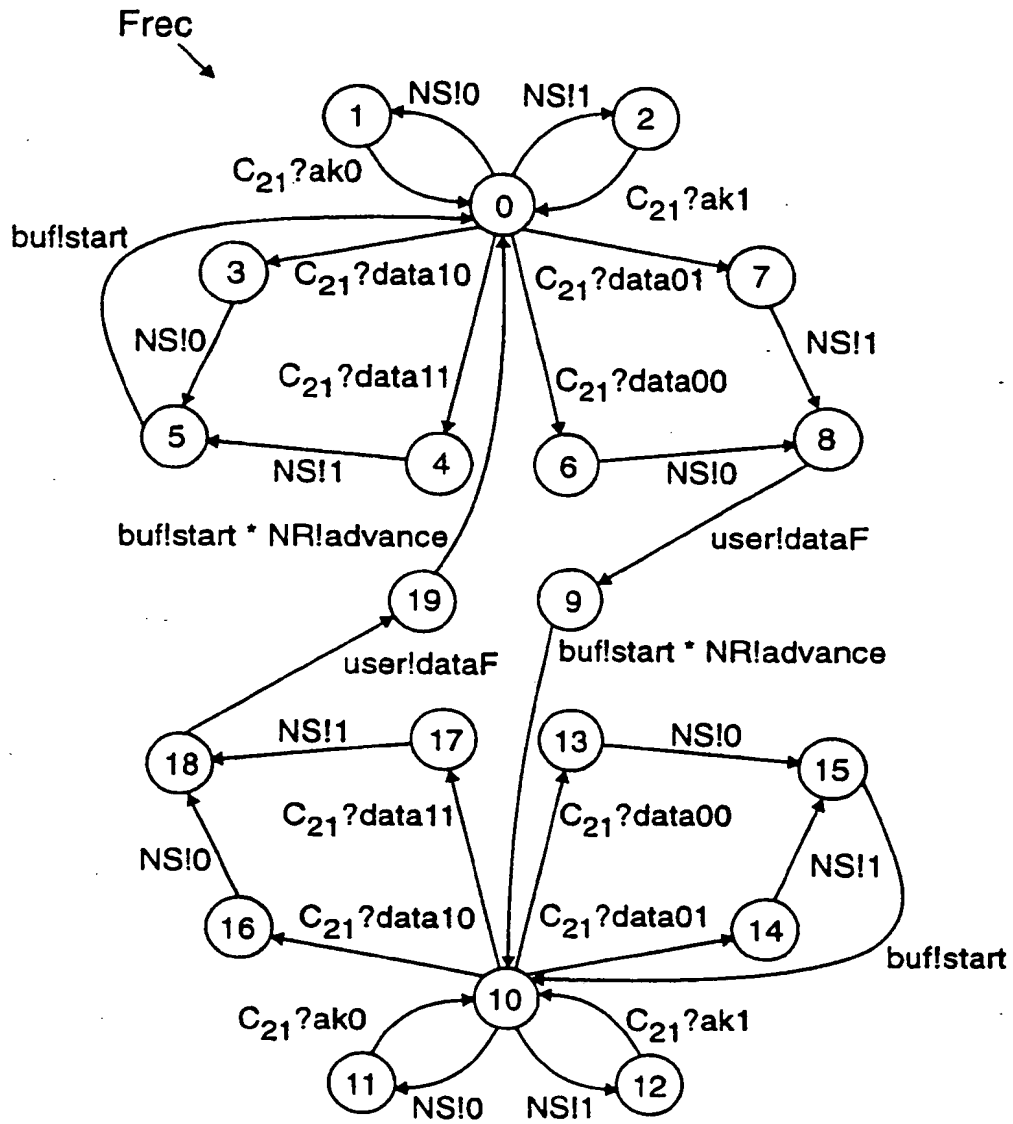 Frec
NS!0
NS!1
1
2
C21?ak0
0
C21?ak1
buf!start
3
C21?data10
C21?data01
7
NS!0
NS!1
C21?data11
C21?data00
5
4
6
8
NS!1
NS!0
buf!start * NR!advance
user!dataF
19
9
user!dataF
buf!start * NR!advance
NS!1
17
13
NS!0
18
15
C21?data11
C21?data00
NS!0
NS!1
16
C21?data10
C21?data01
14
buf!start
10
C21?ak0
C21?ak1
11
12
NS!0
NS!1